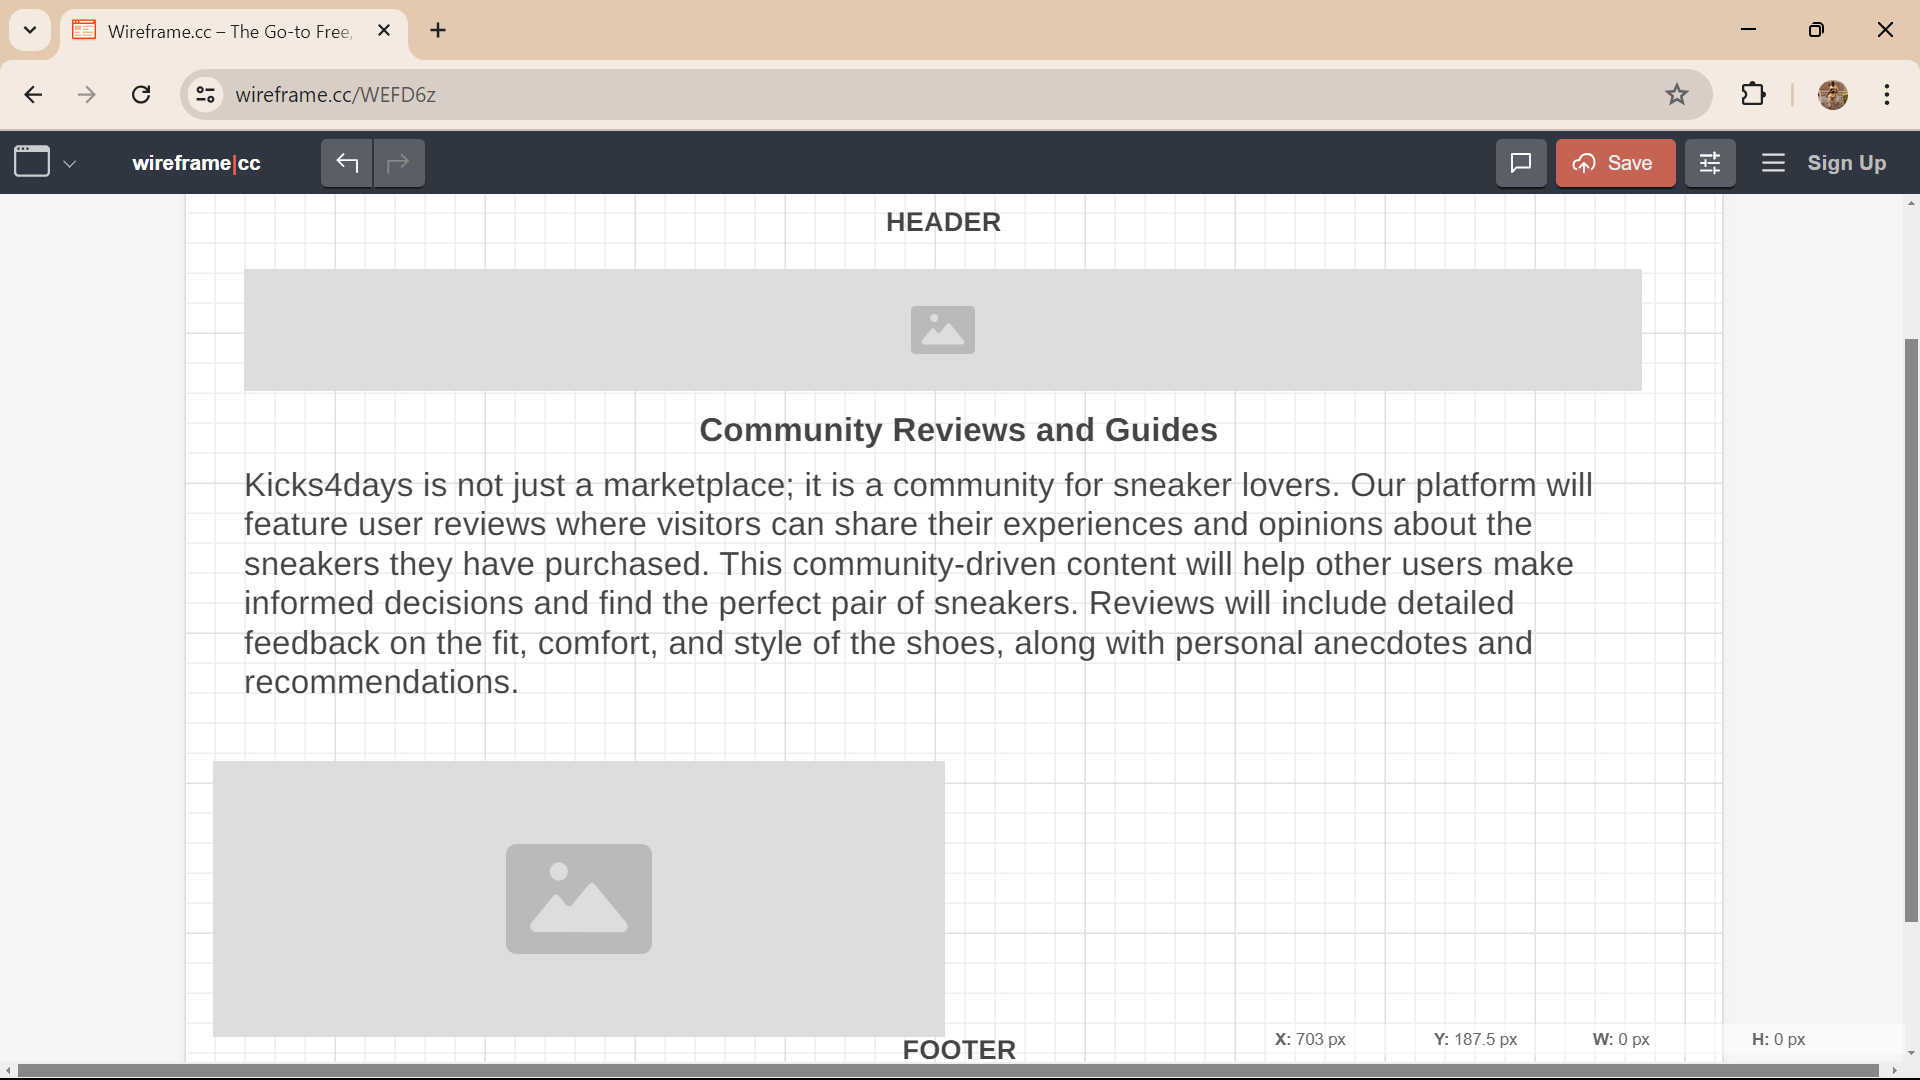 Wireframe.cc – The Go-to Free,
wireframe.cc/WEFD6z
wireframe|cc
Save
Sign Up
HEADER
Community Reviews and Guides
Kicks4days is not just a marketplace; it is a community for sneaker lovers. Our platform will
feature user reviews where visitors can share their experiences and opinions about the
sneakers they have purchased. This community-driven content will help other users make
informed decisions and find the perfect pair of sneakers. Reviews will include detailed
feedback on the fit, comfort, and style of the shoes, along with personal anecdotes and
recommendations.
X: 703 px Y: 187.5 px W: 0 px H: 0 px
FOOTER